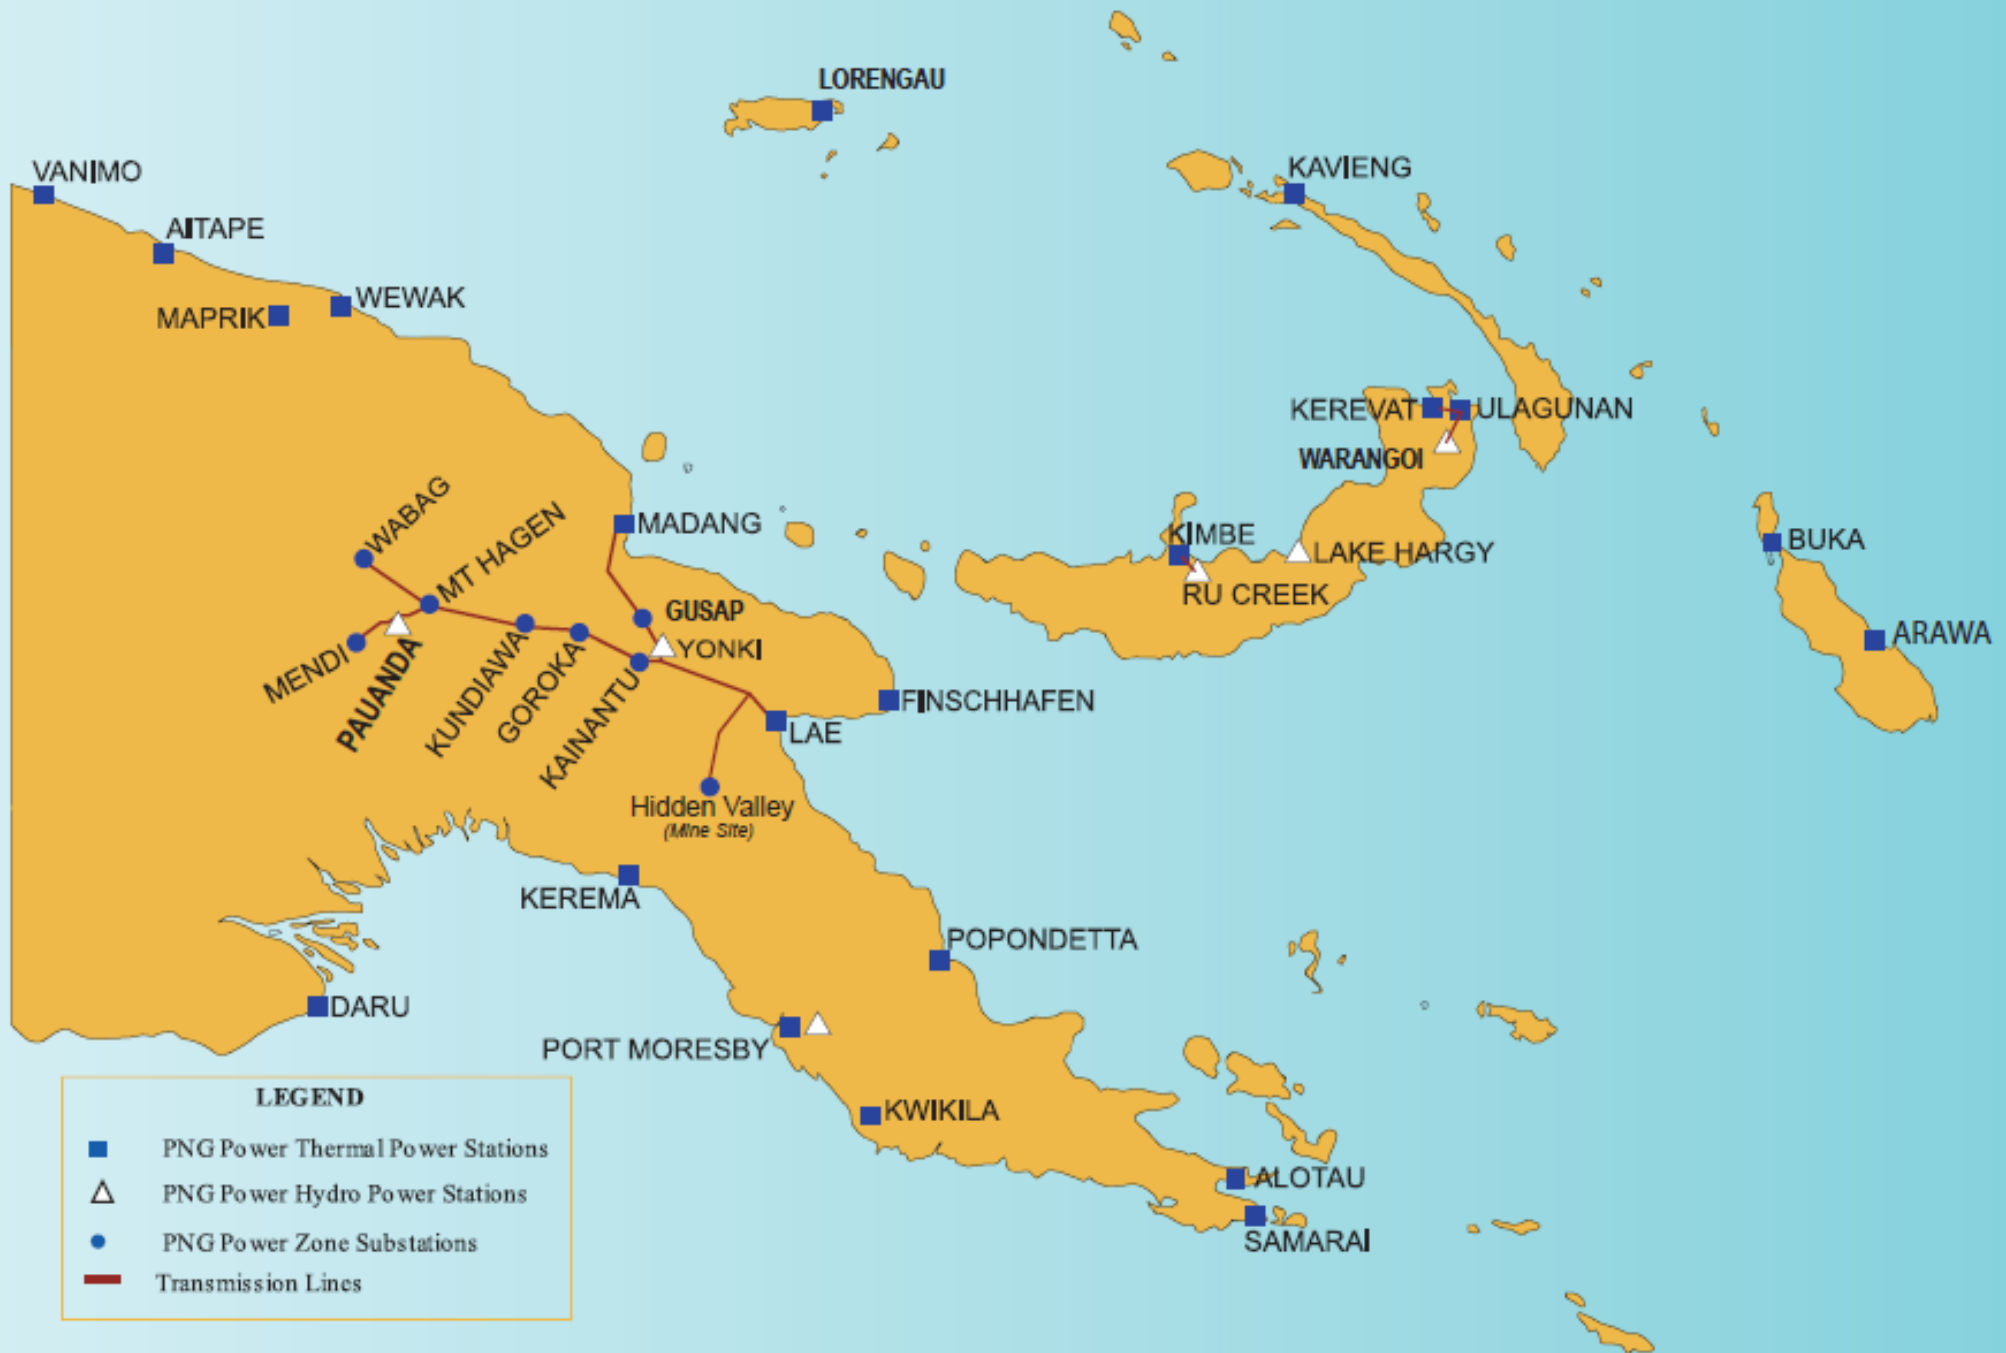 LORENGAU
VANIMO
KAVIENG
AITAPE
WEWAK
MAPRIK
KEREVAT
ULAGUNAN
WARANGOI
WABAG
MT HAGEN
MADANG
KIMBE
LAKE HARGY
BUKA
RU CREEK
GUSAP
YONKI
ARAWA
MENDI
PAUANDA
KUNDIAWA
GOROKA
KAINANTU
FINSCHHAFEN
LAE
Hidden Valley
(Mine Site)
KEREMA
POPONDETTA
DARU
PORT MORESBY
KWIKILA
ALOTAU
SAMARAI
LEGEND
PNG Power Thermal Power Stations
PNG Power Hydro Power Stations
PNG Power Zone Substations
Transmission Lines